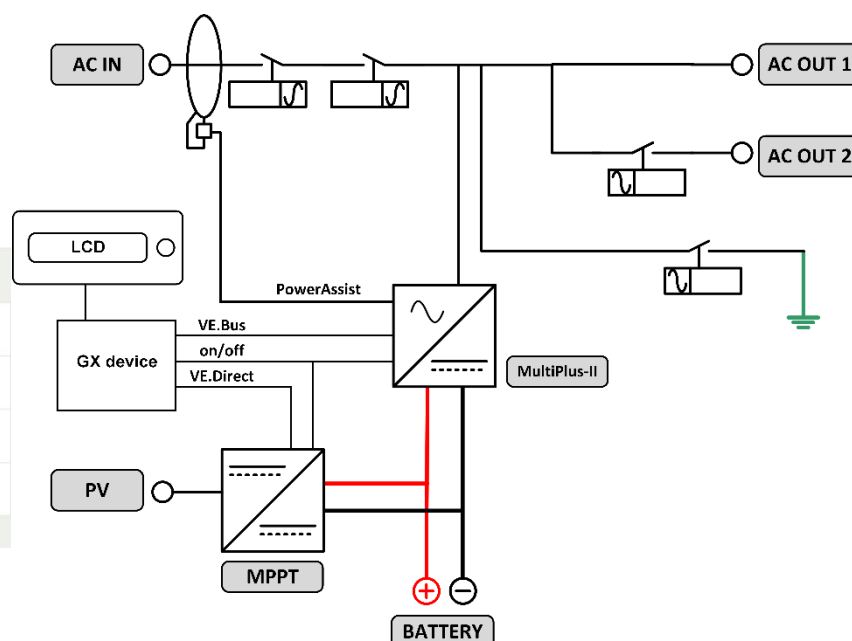 AC IN
AC OUT 1
AC OUT 2
LCD
PowerAssist
VE.Bus
GX device
on/off
MultiPlus-II
VE.Direct
PV
MPPT
BATTERY